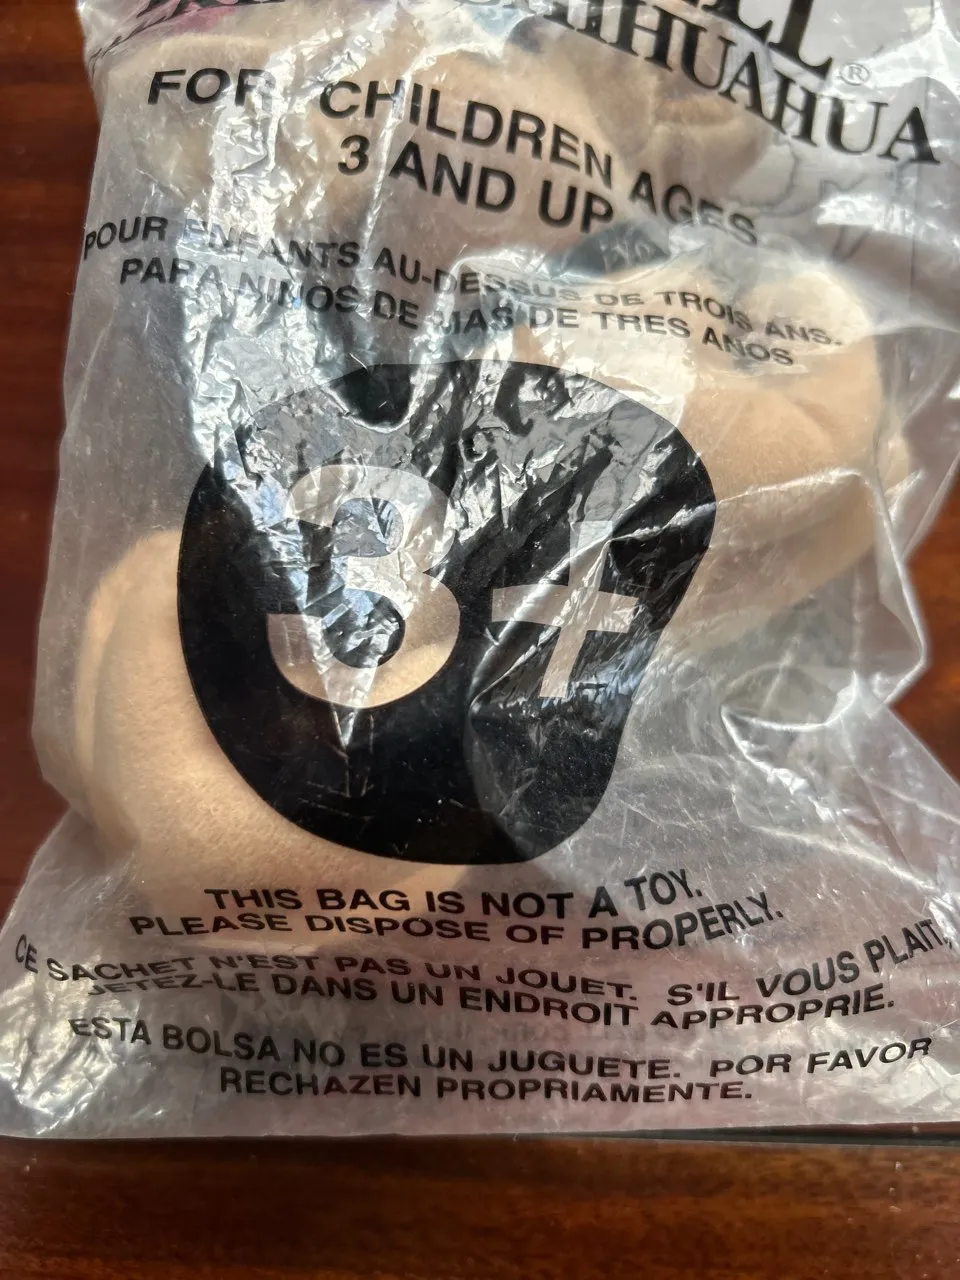 ELL®
CHIHUAHUA
FOR CHILDREN AGES
3 AND UP
POUR ENFANTS AU-DESSUS DE TROIS ANS.
PARA NINOS DE MAS DE TRES ANOS
3+
THIS BAG IS NOT A TOY.
PLEASE DISPOSE OF PROPERLY.
CE SACHET N'EST PAS UN JOUET. S'IL VOUS PLAIT,
JETEZ-LE DANS UN ENDROIT APPROPRIE.
ESTA BOLSA NO ES UN JUGUETE. POR FAVOR
RECHAZEN PROPRIAMENTE.